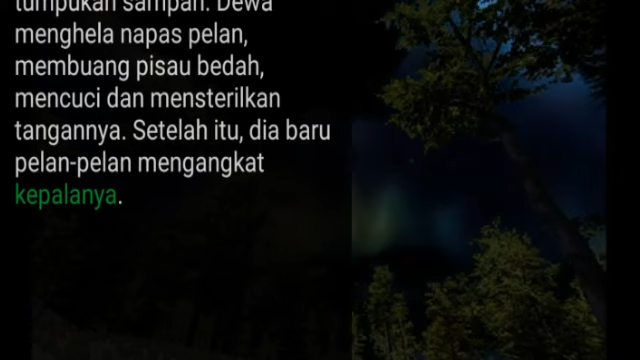 tumpukan sampah. Dewa
menghela napas pelan,
membuang pisau bedah,
mencuci dan mensterilkan
tangannya. Setelah itu, dia baru
pelan-pelan mengangkat
kepalanya.